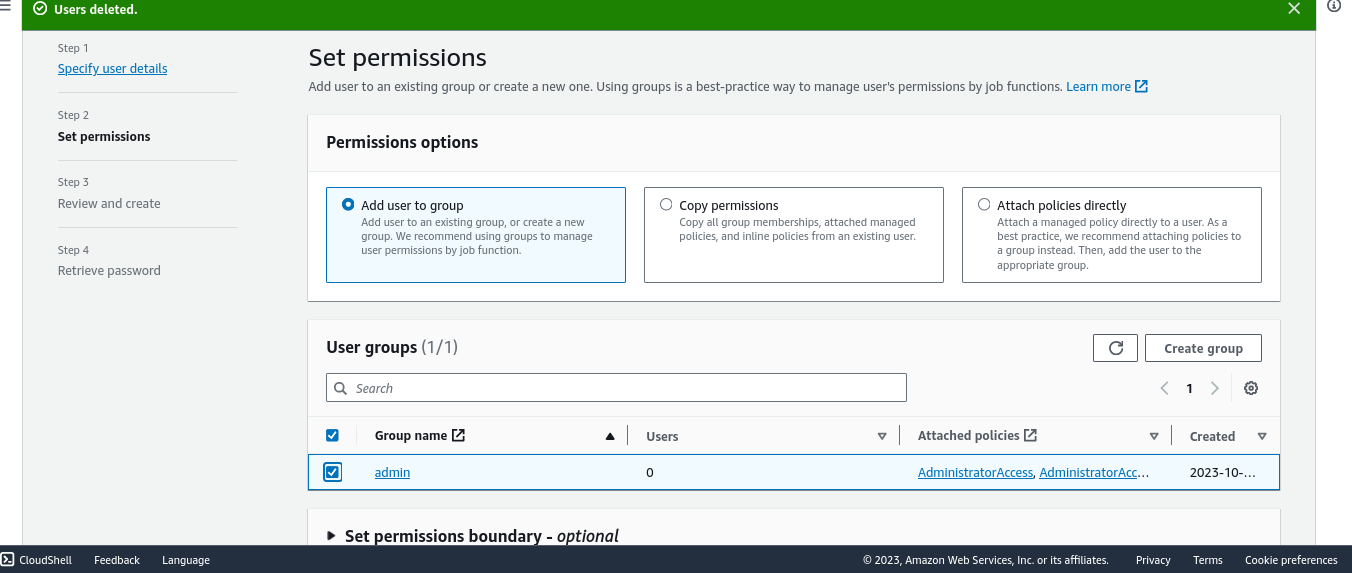 Users deleted.
Step 1
Specify user details
Step 2
Set permissions
Step 3
Review and create
Step 4
Retrieve password
Set permissions
Add user to an existing group or create a new one. Using groups is a best-practice way to manage user's permissions by job functions. Learn more
Permissions options
Add user to group
Add user to an existing group, or create a new
group. We recommend using groups to manage
user permissions by job function.
Copy permissions
Copy all group memberships, attached managed
policies, and inline policies from an existing user.
Attach policies directly
Attach a managed policy directly to a user. As a
best practice, we recommend attaching policies to
a group instead. Then, add the user to the
appropriate group.
User groups (1/1)
Create group
Search
1
Group name Users Attached policies Created
admin 0 AdministratorAccess, AdministratorAcc... 2023-10-...
Set permissions boundary - optional
CloudShell Feedback Language © 2023, Amazon Web Services, Inc. or its affiliates. Privacy Terms Cookie preferences